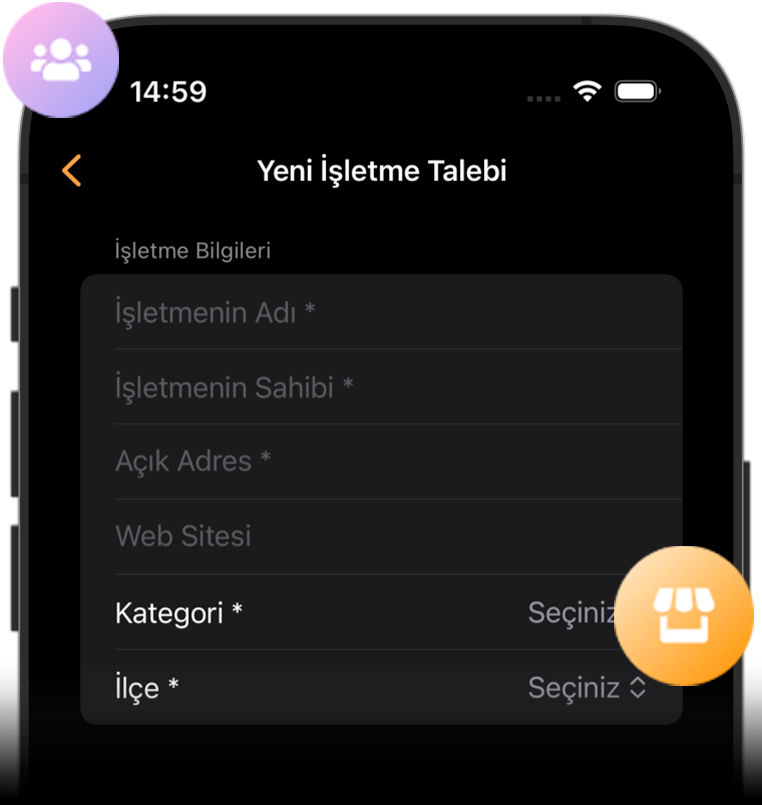 14:59
Yeni İşletme Talebi
İşletme Bilgileri
İşletmenin Adı *
İşletmenin Sahibi *
Açık Adres *
Web Sitesi
Kategori * Seçiniz
İlçe * Seçiniz